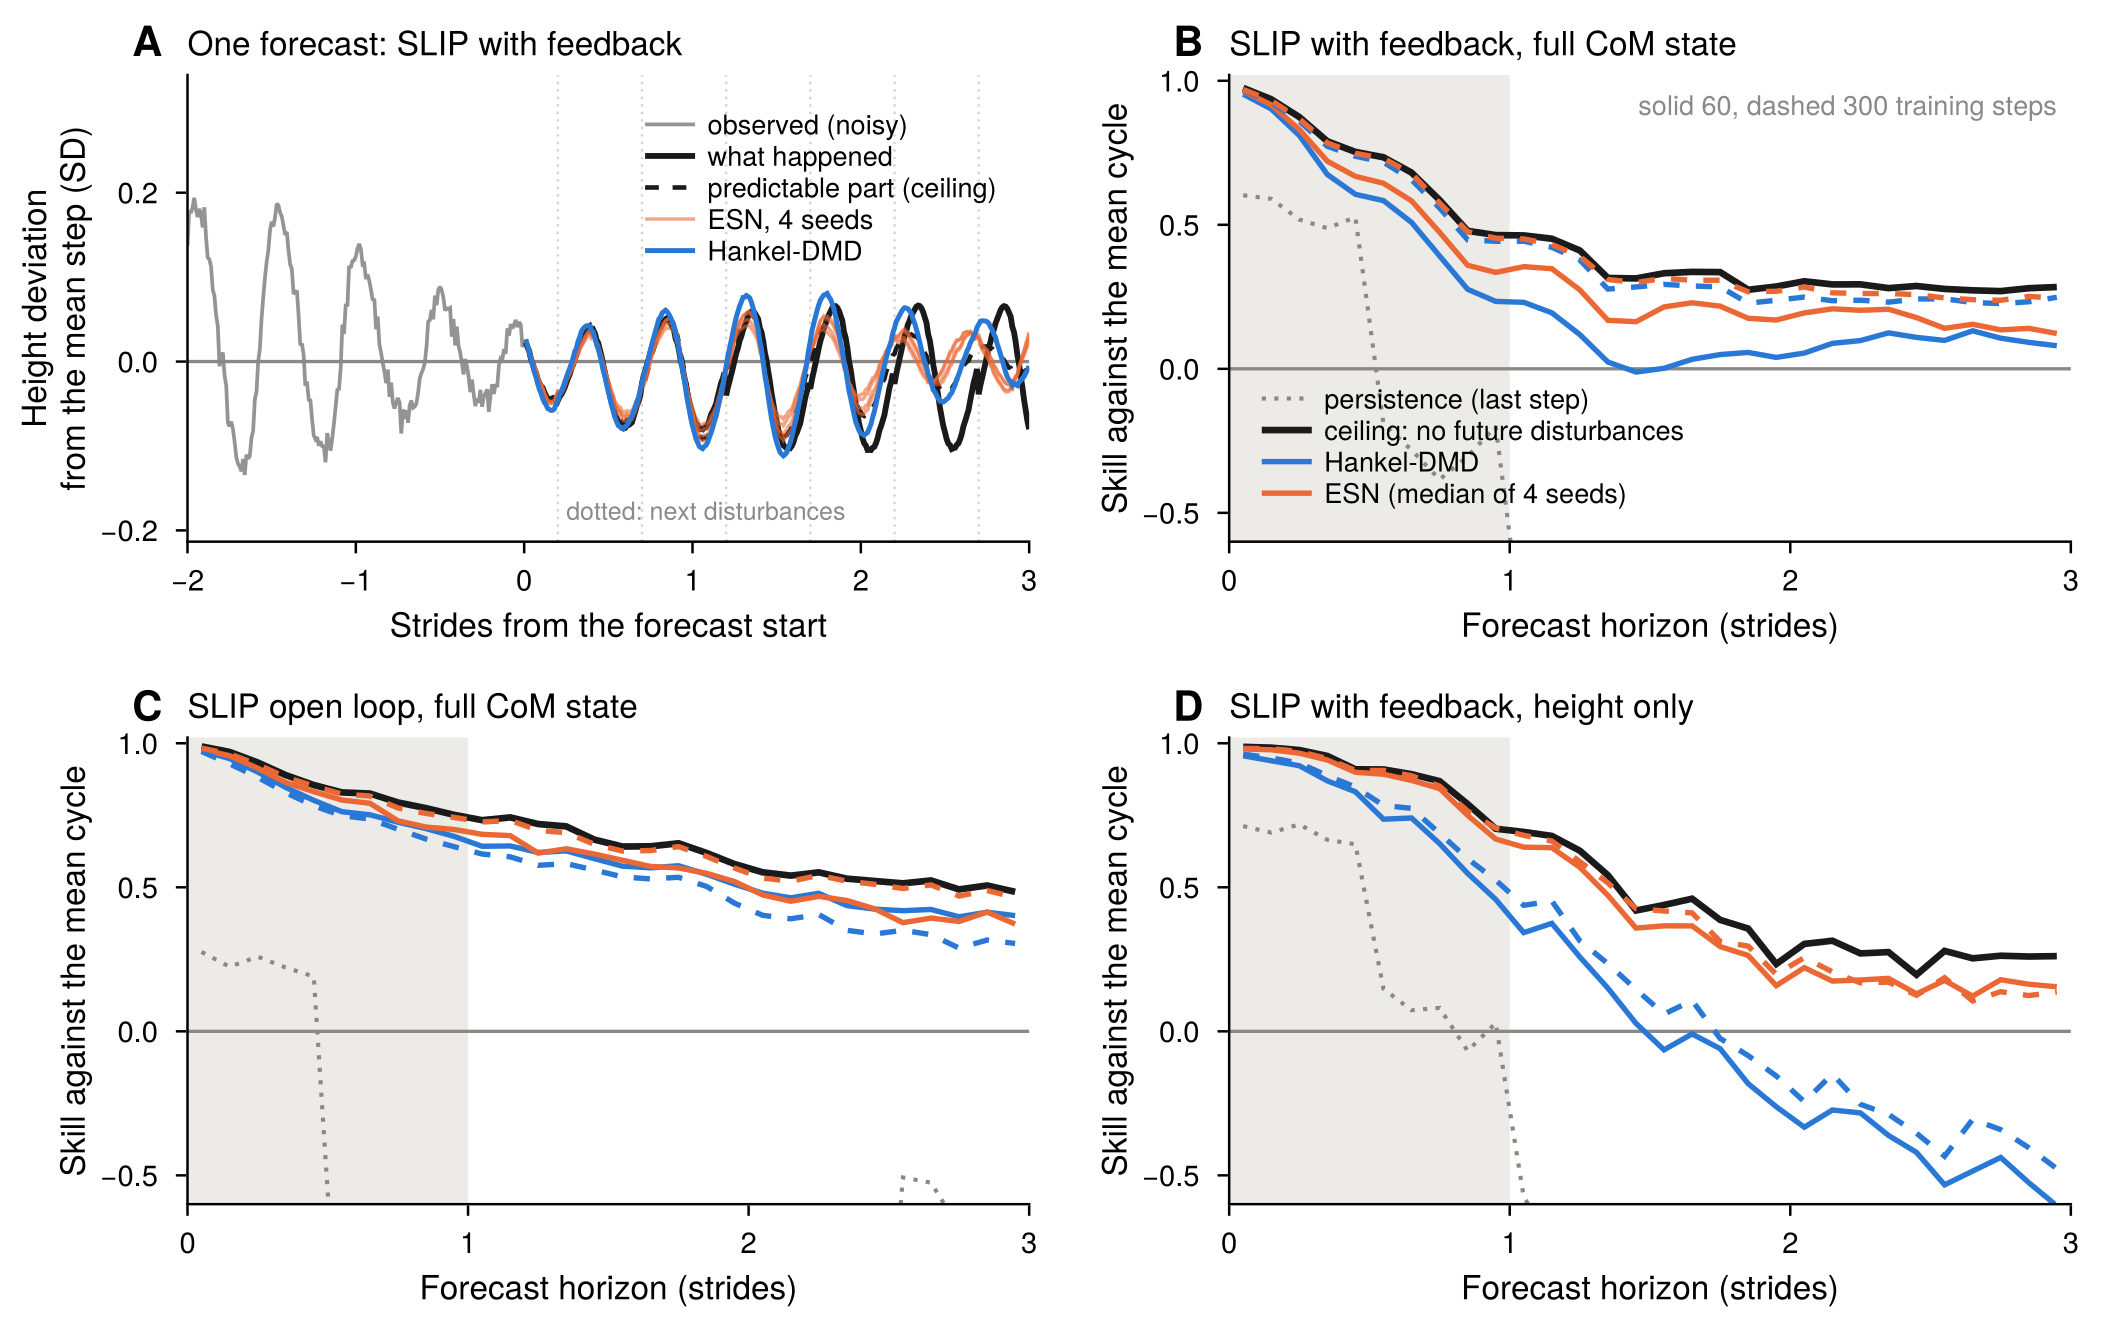 A One forecast: SLIP with feedback
Height deviation
from the mean step (SD)
0.2
0.0
−0.2
observed (noisy)
what happened
predictable part (ceiling)
ESN, 4 seeds
Hankel-DMD
dotted: next disturbances
−2 −1 0 1 2 3
Strides from the forecast start
B SLIP with feedback, full CoM state
Skill against the mean cycle
1.0
0.5
0.0
−0.5
solid 60, dashed 300 training steps
persistence (last step)
ceiling: no future disturbances
Hankel-DMD
ESN (median of 4 seeds)
0 1 2 3
Forecast horizon (strides)
C SLIP open loop, full CoM state
Skill against the mean cycle
1.0
0.5
0.0
−0.5
0 1 2 3
Forecast horizon (strides)
D SLIP with feedback, height only
Skill against the mean cycle
1.0
0.5
0.0
−0.5
0 1 2 3
Forecast horizon (strides)